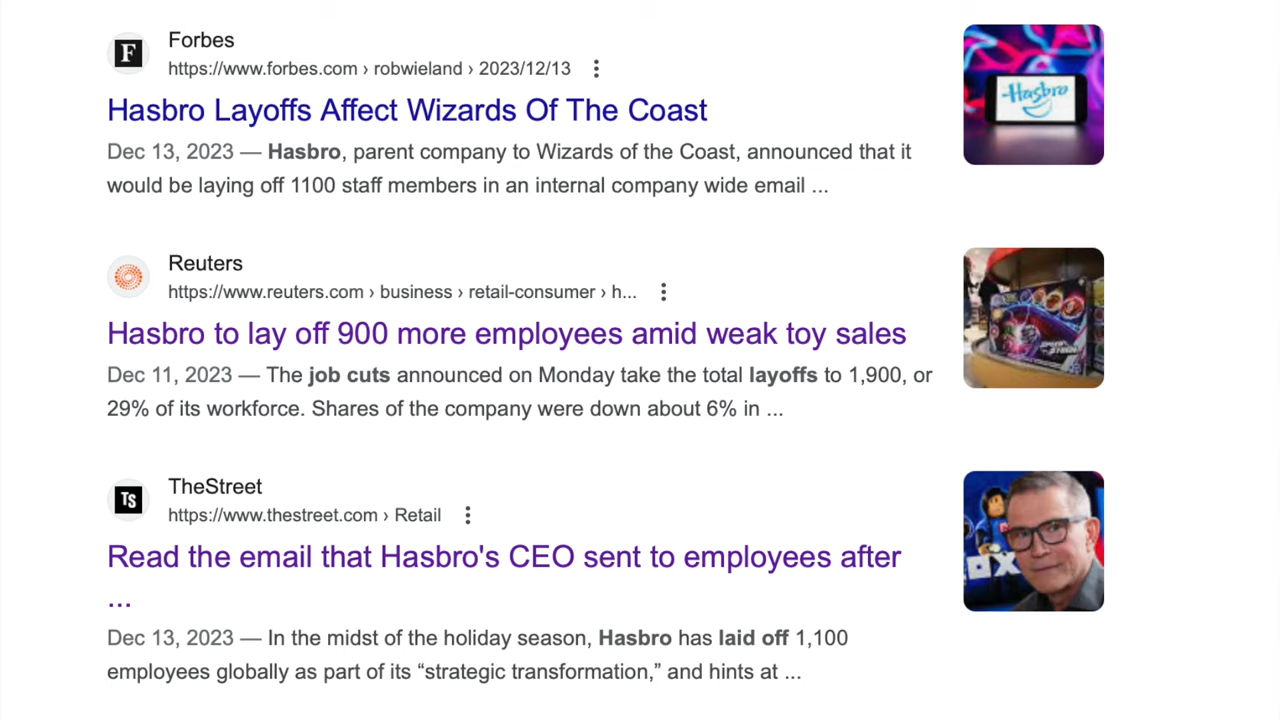 Forbes
https://www.forbes.com › robwieland › 2023/12/13
Hasbro Layoffs Affect Wizards Of The Coast
Dec 13, 2023 — Hasbro, parent company to Wizards of the Coast, announced that it
would be laying off 1100 staff members in an internal company wide email ...
F
Hasbro
Reuters
https://www.reuters.com › business › retail-consumer › h...
Hasbro to lay off 900 more employees amid weak toy sales
Dec 11, 2023 — The job cuts announced on Monday take the total layoffs to 1,900, or
29% of its workforce. Shares of the company were down about 6% in ...
TheStreet
https://www.thestreet.com › Retail
TS
Read the email that Hasbro's CEO sent to employees after
...
Dec 13, 2023 — In the midst of the holiday season, Hasbro has laid off 1,100
employees globally as part of its “strategic transformation,” and hints at ...
OX